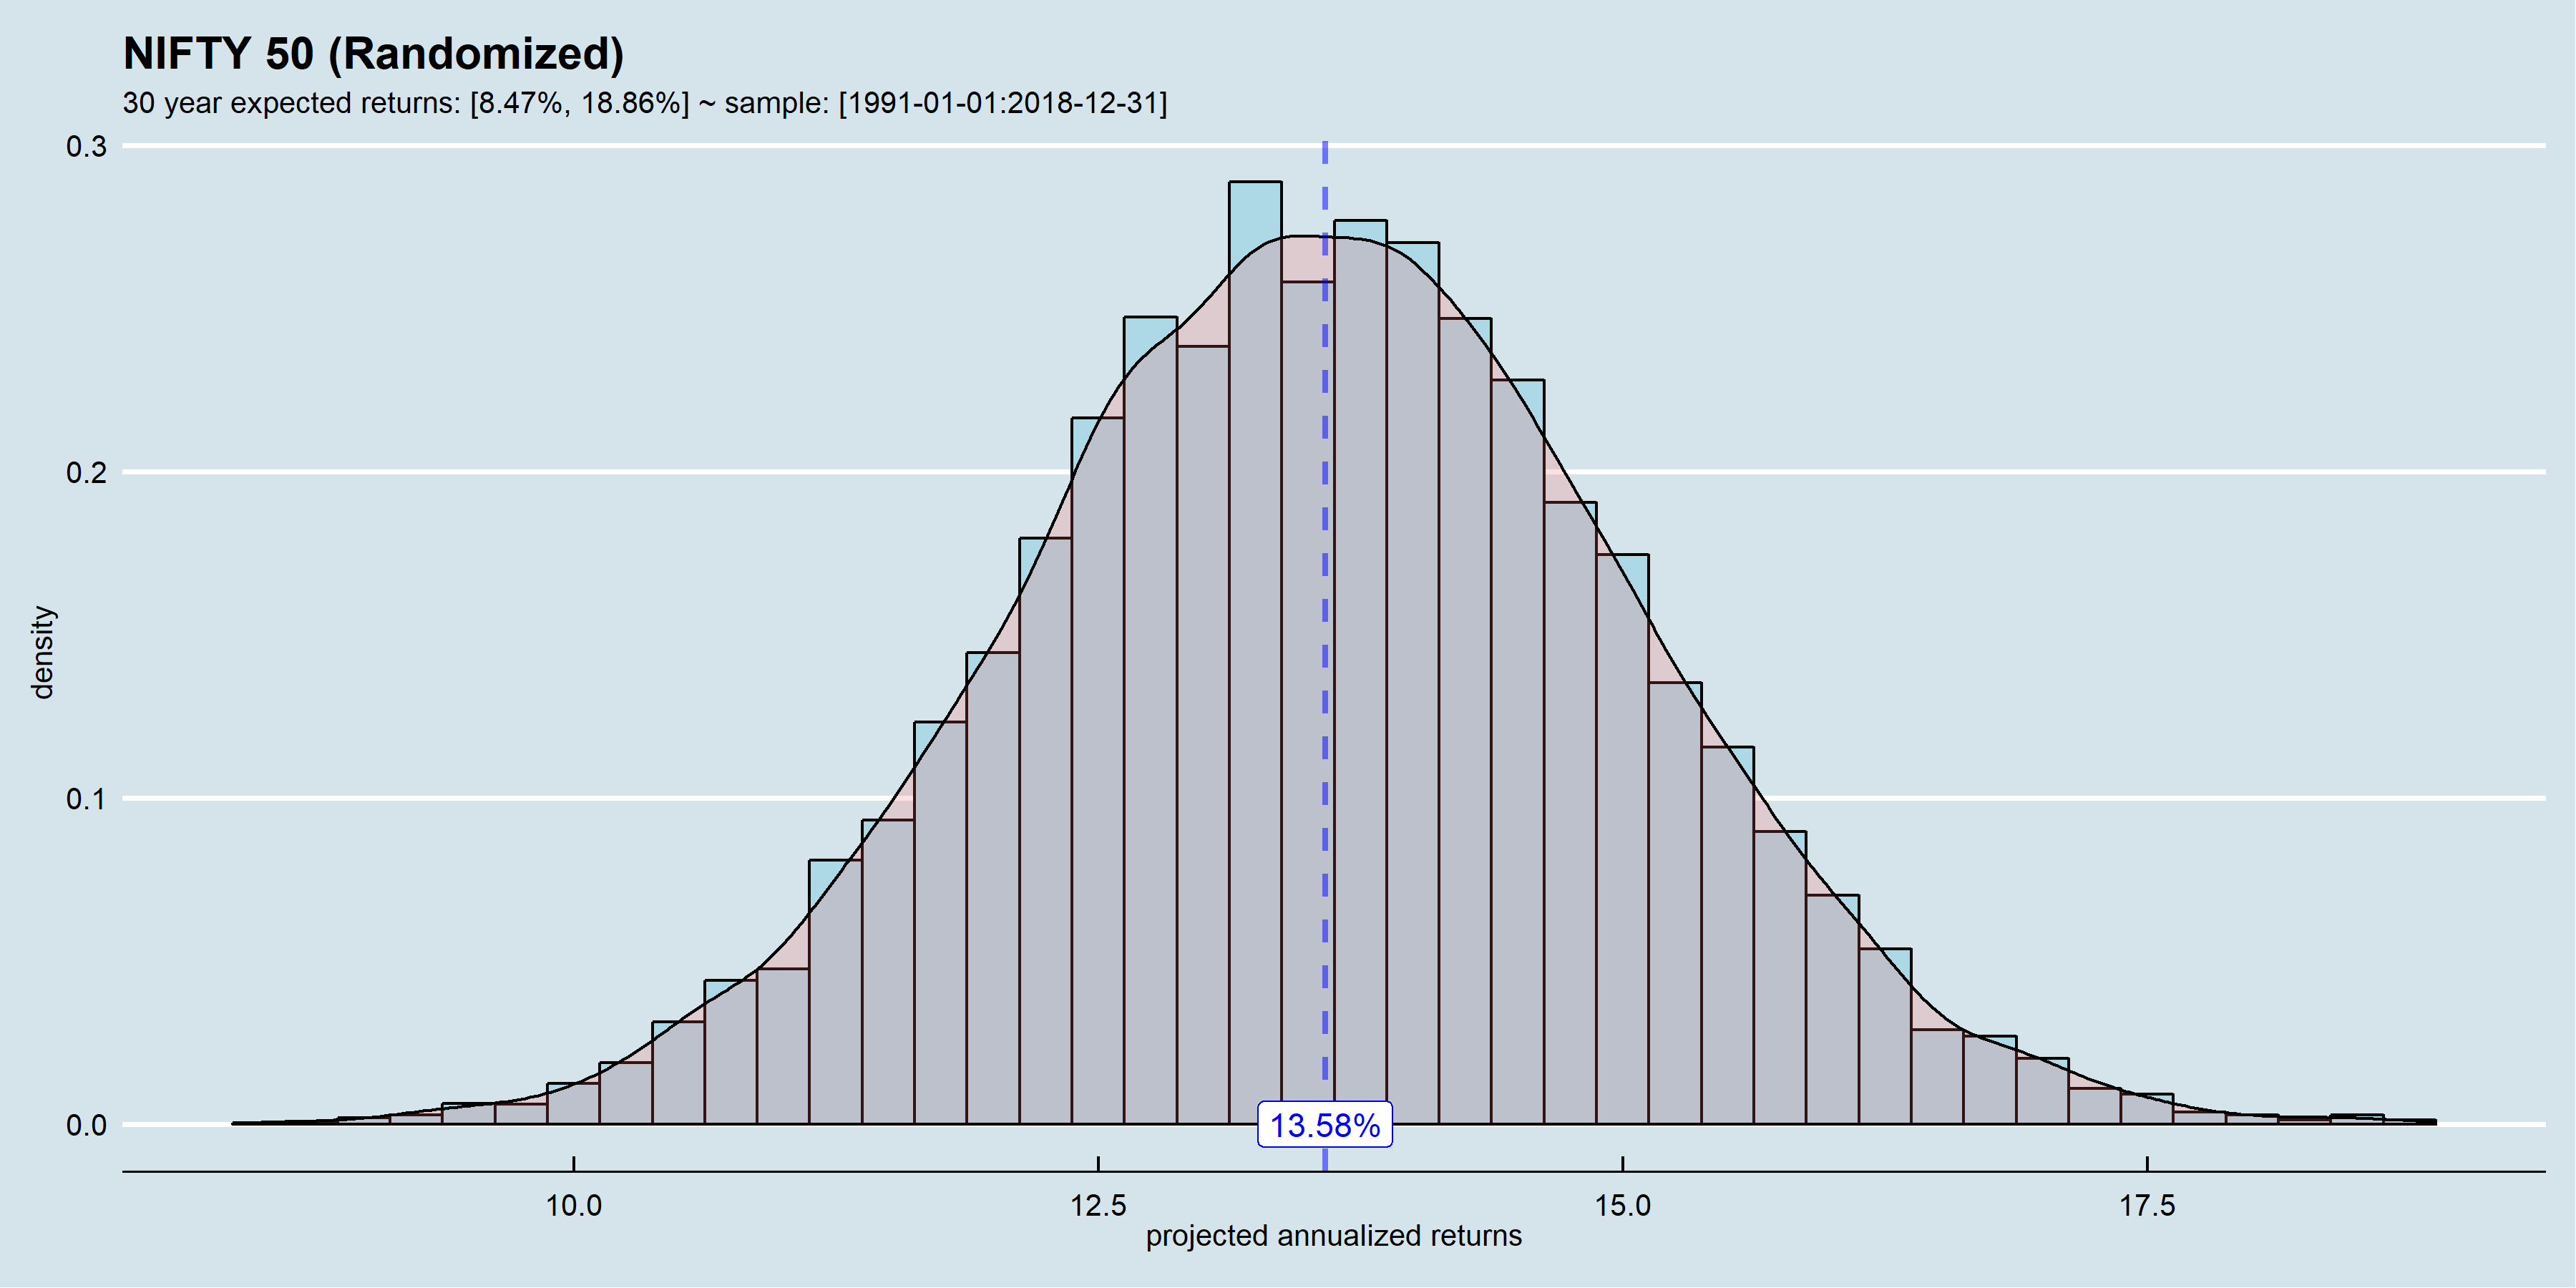 NIFTY 50 (Randomized)
30 year expected returns: [8.47%, 18.86%] ~ sample: [1991-01-01:2018-12-31]
0.3
0.2
0.1
0.0
density
13.58%
10.0 12.5 15.0 17.5
projected annualized returns